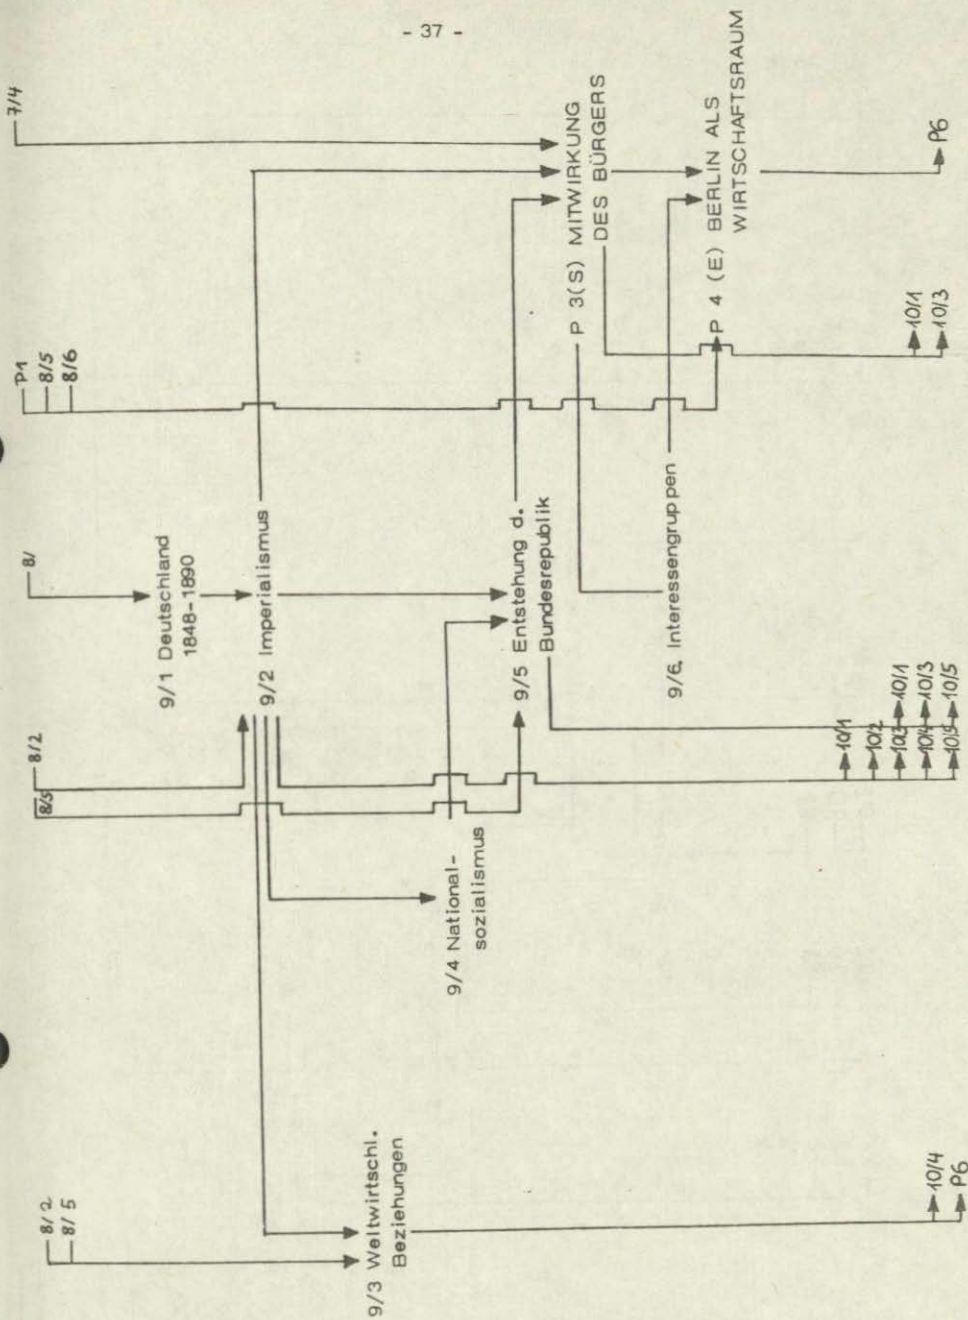 - 37 -
7/4
P1
8/5
8/6
8/
8/2
8/5
8/2
8/5
9/1 Deutschland
1848-1890
9/2 Imperialismus
9/3 Weltwirtschl.
Beziehungen
9/4 National-
sozialismus
9/5 Entstehung d.
Bundesrepublik
P 3(S) MITWIRKUNG
DES BÜRGERS
9/6 Interessengruppen
P 4 (E) BERLIN ALS
WIRTSCHAFTSRAUM
P6
10/1
10/3
10/1
10/3
10/5
10/1
10/2
10/3
10/4
10/5
10/4
P6